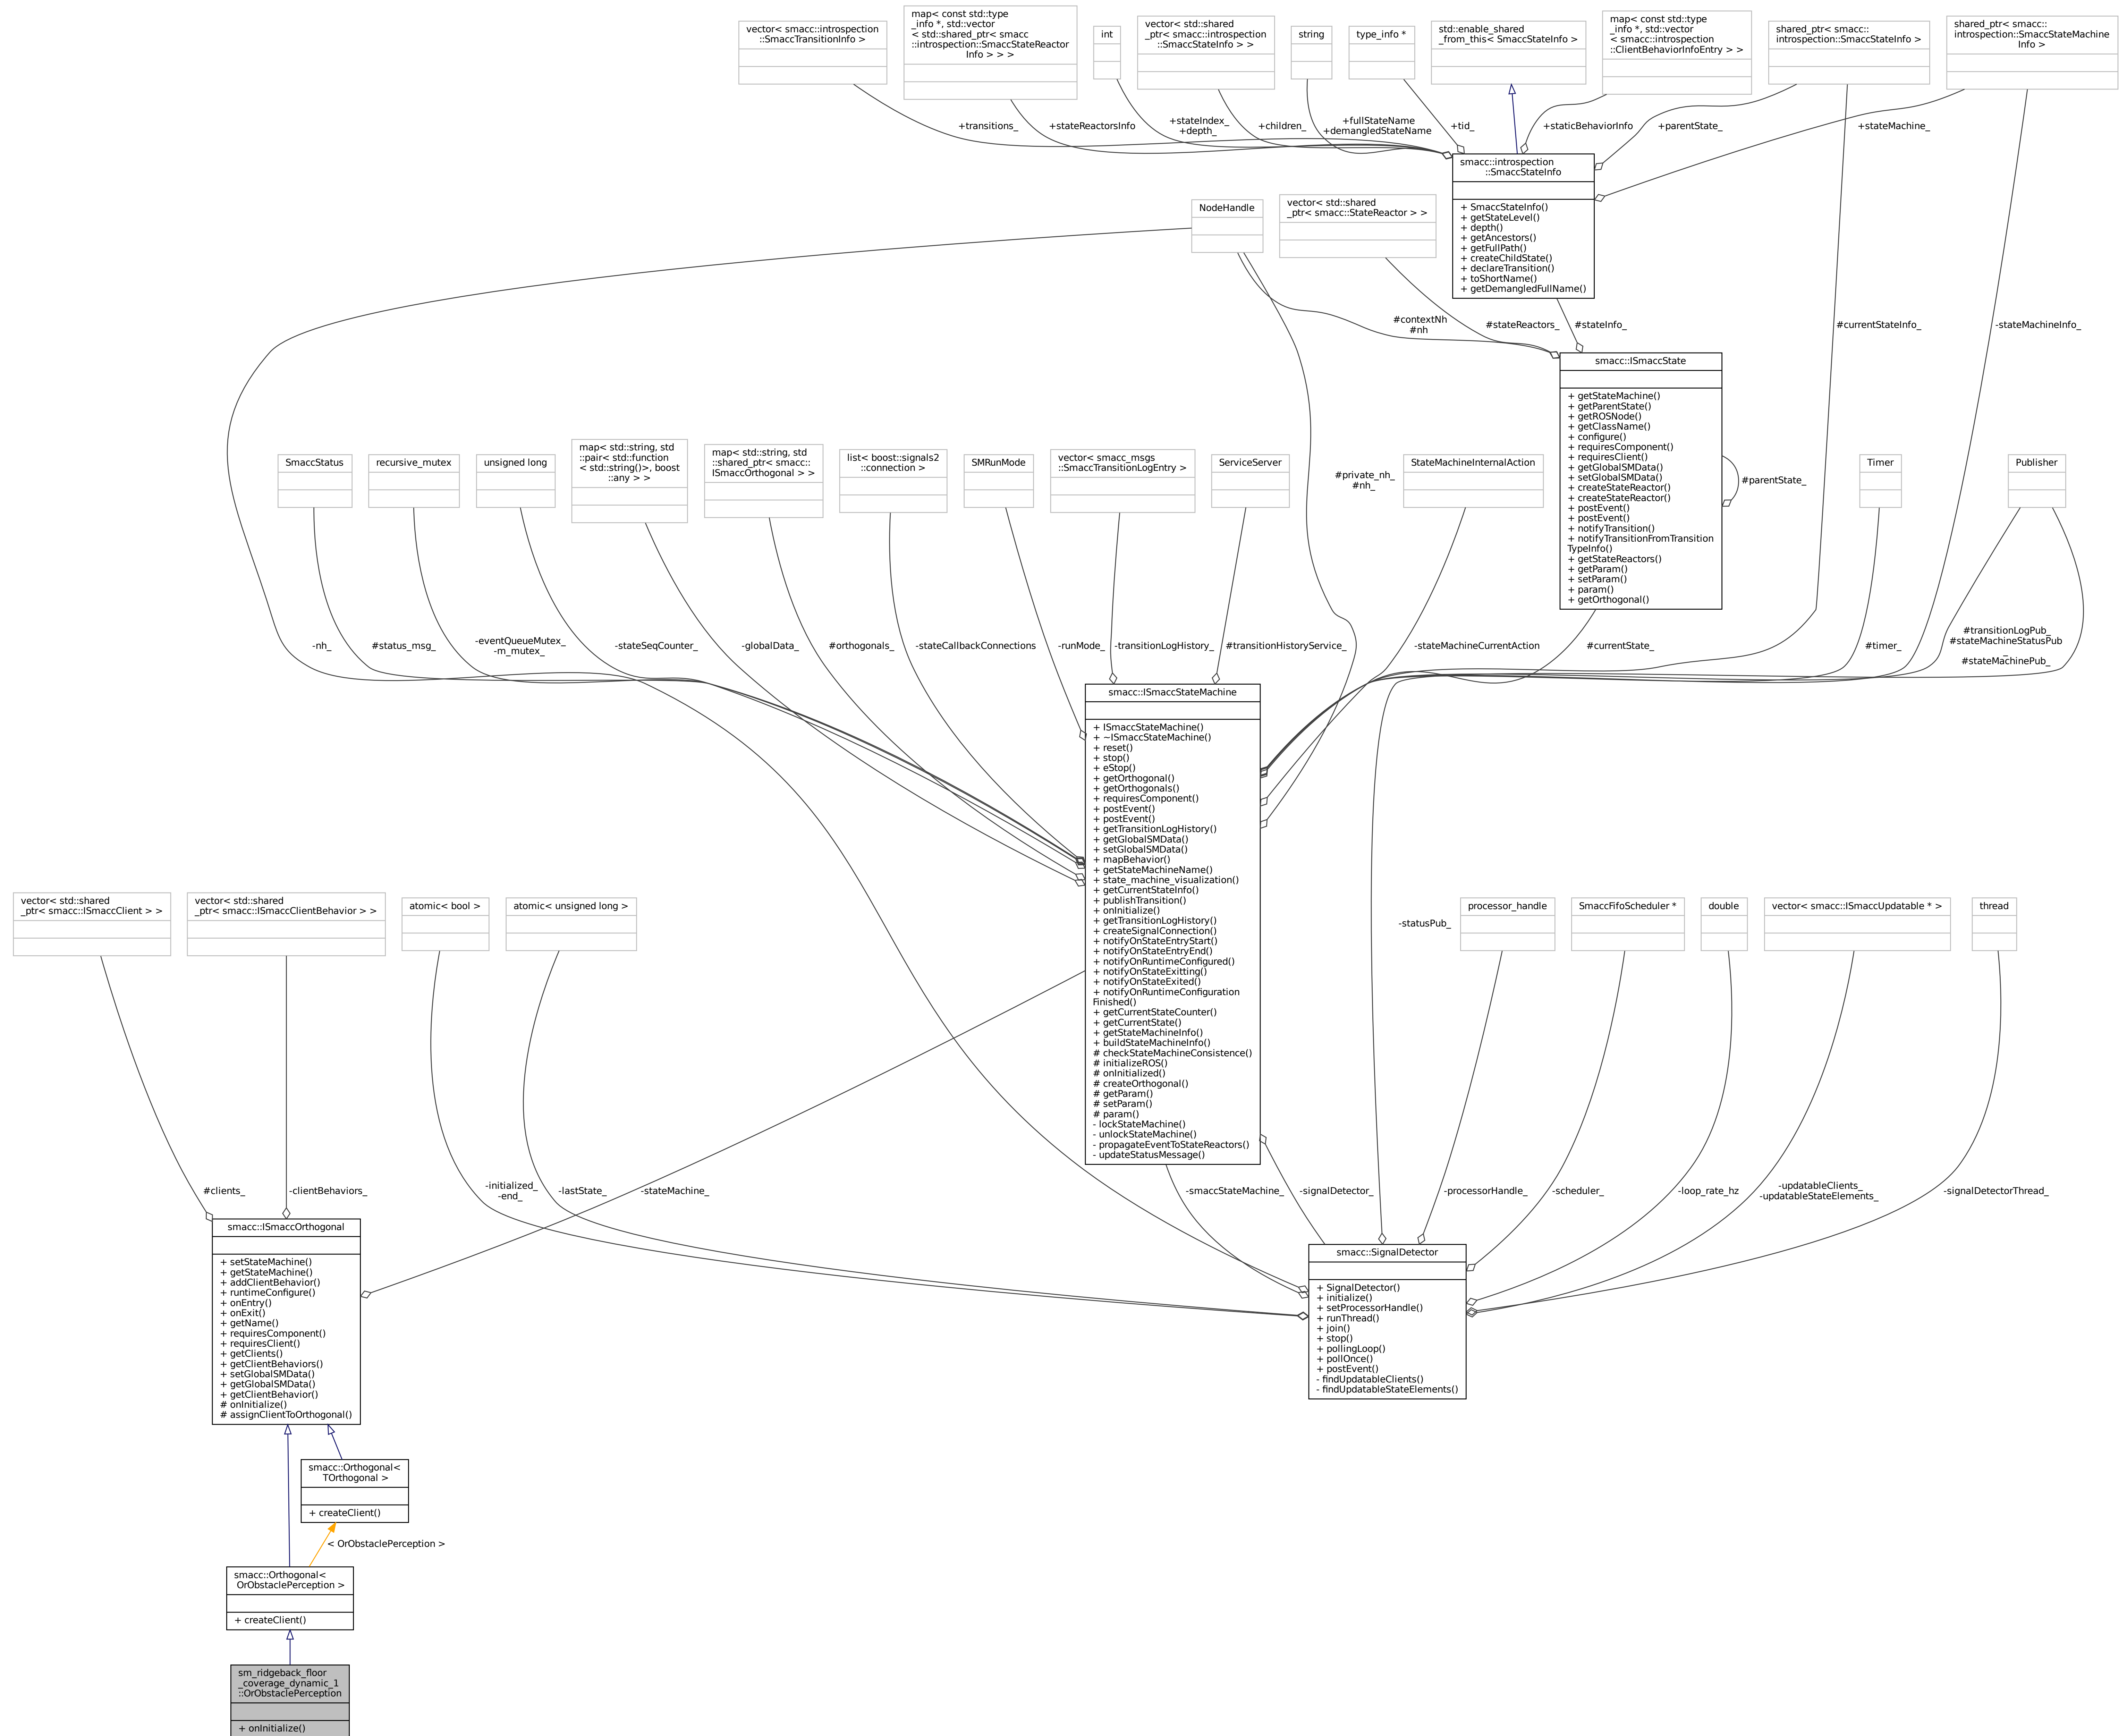 vector< smacc::introspection
::SmaccTransitionInfo >
map< const std::type
_info *, std::vector
< std::shared_ptr< smacc
::introspection::SmaccStateReactor
Info > > >
int
vector< std::shared
_ptr< smacc::introspection
::SmaccStateInfo > >
string
type_info *
std::enable_shared
_from_this< SmaccStateInfo >
map< const std::type
_info *, std::vector
< smacc::introspection
::ClientBehaviorInfoEntry > >
shared_ptr< smacc::
introspection::SmaccStateInfo >
shared_ptr< smacc::
introspection::SmaccStateMachine
Info >
+transitions_
+stateReactorsInfo
+stateIndex_
+depth_
+children_
+fullStateName
+demangledStateName
+tid_
+staticBehaviorInfo
+parentState_
+stateMachine_
smacc::introspection
::SmaccStateInfo
+ SmaccStateInfo()
+ getStateLevel()
+ depth()
+ getAncestors()
+ getFullPath()
+ createChildState()
+ declareTransition()
+ toShortName()
+ getDemangledFullName()
NodeHandle
vector< std::shared
_ptr< smacc::StateReactor > >
#contextNh
#nh
#stateReactors_
#stateInfo_
#currentStateInfo_
-stateMachineInfo_
smacc::ISmaccState
+ getStateMachine()
+ getParentState()
+ getROSNode()
+ getClassName()
+ configure()
+ requiresComponent()
+ requiresClient()
+ getGlobalSMData()
+ setGlobalSMData()
+ createStateReactor()
+ createStateReactor()
+ postEvent()
+ postEvent()
+ notifyTransition()
+ notifyTransitionFromTransition
TypeInfo()
+ getStateReactors()
+ getParam()
+ setParam()
+ param()
+ getOrthogonal()
#parentState_
SmaccStatus
recursive_mutex
unsigned long
map< std::string, std
::pair< std::function
< std::string()>, boost
::any > >
map< std::string, std
::shared_ptr< smacc::
ISmaccOrthogonal > >
list< boost::signals2
::connection >
SMRunMode
vector< smacc_msgs
::SmaccTransitionLogEntry >
ServiceServer
#private_nh_
#nh_
StateMachineInternalAction
Timer
Publisher
-nh_
#status_msg_
-eventQueueMutex_
-m_mutex_
-stateSeqCounter_
-globalData_
#orthogonals_
-stateCallbackConnections
-runMode_
-transitionLogHistory_
#transitionHistoryService_
-stateMachineCurrentAction
#currentState_
#timer_
#transitionLogPub_
#stateMachineStatusPub
_
#stateMachinePub_
smacc::ISmaccStateMachine
+ ISmaccStateMachine()
+ ~ISmaccStateMachine()
+ reset()
+ stop()
+ eStop()
+ getOrthogonal()
+ getOrthogonals()
+ requiresComponent()
+ postEvent()
+ postEvent()
+ getTransitionLogHistory()
+ getGlobalSMData()
+ setGlobalSMData()
+ mapBehavior()
+ getStateMachineName()
+ state_machine_visualization()
+ getCurrentStateInfo()
+ publishTransition()
+ onInitialize()
+ getTransitionLogHistory()
+ createSignalConnection()
+ notifyOnStateEntryStart()
+ notifyOnStateEntryEnd()
+ notifyOnRuntimeConfigured()
+ notifyOnStateExitting()
+ notifyOnStateExited()
+ notifyOnRuntimeConfiguration
Finished()
+ getCurrentStateCounter()
+ getCurrentState()
+ getStateMachineInfo()
+ buildStateMachineInfo()
# checkStateMachineConsistence()
# initializeROS()
# onInitialized()
# createOrthogonal()
# getParam()
# setParam()
# param()
- lockStateMachine()
- unlockStateMachine()
- propagateEventToStateReactors()
- updateStatusMessage()
vector< std::shared
_ptr< smacc::ISmaccClient > >
vector< std::shared
_ptr< smacc::ISmaccClientBehavior > >
atomic< bool >
atomic< unsigned long >
-statusPub_
processor_handle
SmaccFifoScheduler *
double
vector< smacc::ISmaccUpdatable * >
thread
#clients_
-clientBehaviors_
-initialized_
-end_
-lastState_
-stateMachine_
-smaccStateMachine_
-signalDetector_
-processorHandle_
-scheduler_
-loop_rate_hz
-updatableClients_
-updatableStateElements_
-signalDetectorThread_
smacc::ISmaccOrthogonal
+ setStateMachine()
+ getStateMachine()
+ addClientBehavior()
+ runtimeConfigure()
+ onEntry()
+ onExit()
+ getName()
+ requiresComponent()
+ requiresClient()
+ getClients()
+ getClientBehaviors()
+ setGlobalSMData()
+ getGlobalSMData()
+ getClientBehavior()
# onInitialize()
# assignClientToOrthogonal()
smacc::SignalDetector
+ SignalDetector()
+ initialize()
+ setProcessorHandle()
+ runThread()
+ join()
+ stop()
+ pollingLoop()
+ pollOnce()
+ postEvent()
- findUpdatableClients()
- findUpdatableStateElements()
smacc::Orthogonal<
TOrthogonal >
+ createClient()
< OrObstaclePerception >
smacc::Orthogonal<
OrObstaclePerception >
+ createClient()
sm_ridgeback_floor
_coverage_dynamic_1
::OrObstaclePerception
+ onInitialize()